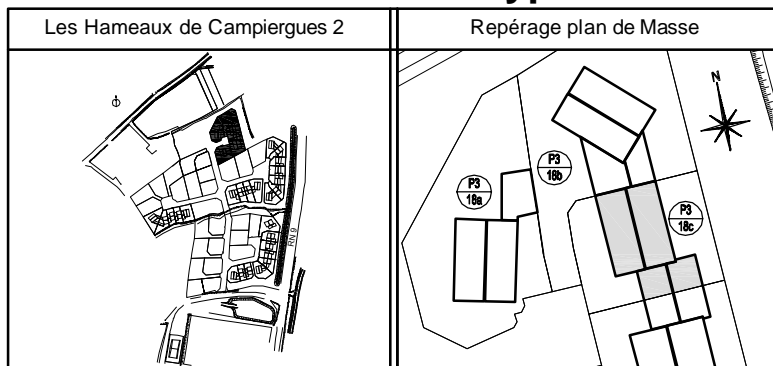 Les Hameaux de Campiergues 2
Repérage plan de Masse
N
P3
18b
P3
18a
P3
18c
RN 9